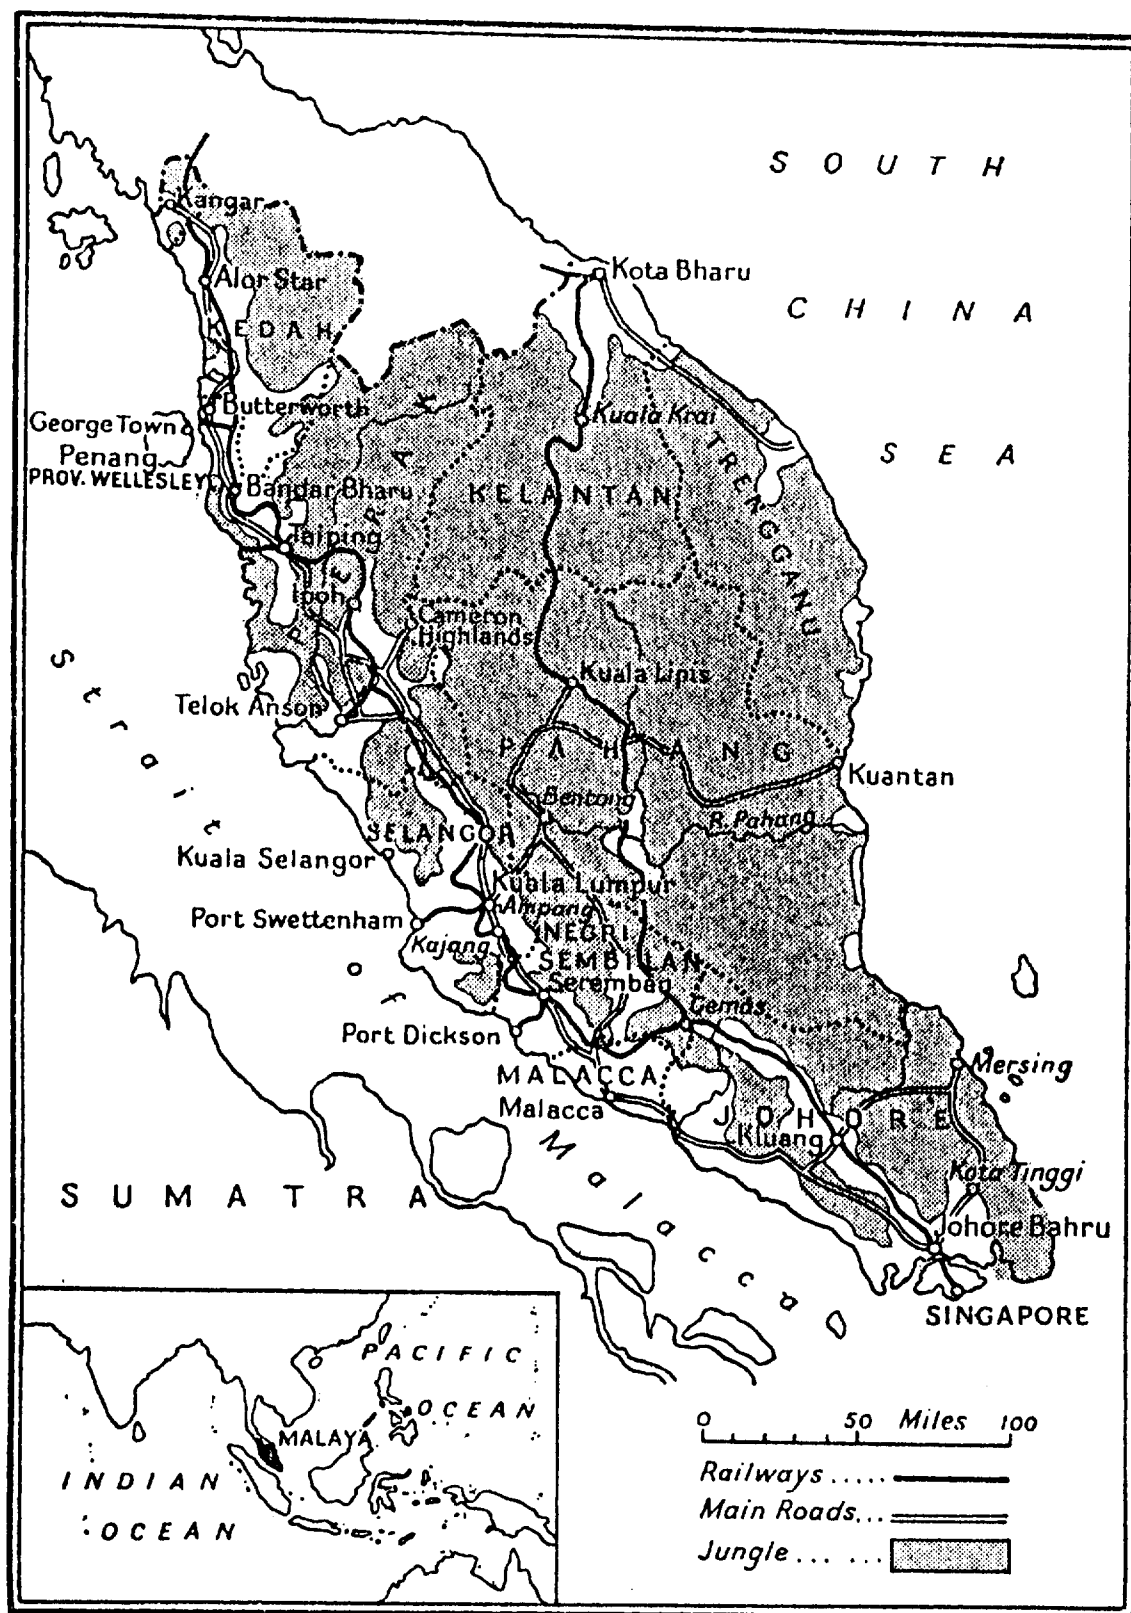 SOUTH
CHINA
SEA
Kangar
Alor Star
KEDAH
Kota Bharu
Butterworth
George Town
Penang
PROV. WELLESLEY
Bandar Bharu
Kuala Krai
TRENGGANU
KELANTAN
PERAK
Taiping
Ipoh
Cameron
Highlands
Kuala Lipis
Telok Anson
PAHANG
Kuantan
Bentong
R. Pahang
SELANGOR
Kuala Selangor
Kuala Lumpur
Ampang
Port Swettenham
Kajang
NEGRI
SEMBILAN
Seremban
Gemas
Port Dickson
MALACCA
Malacca
Mersing
JOHORE
Kluang
Kota Tinggi
Johore Bahru
SINGAPORE
Strait of Malacca
SUMATRA
PACIFIC
OCEAN
MALAYA
INDIAN
OCEAN
0 50 Miles 100
Railways .....
Main Roads...
Jungle ... ...